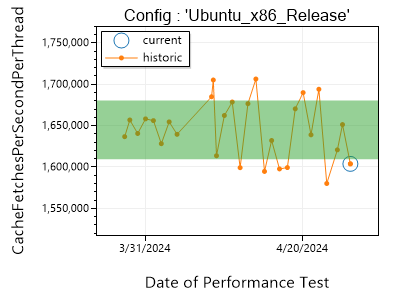 Config : 'Ubuntu_x86_Release'
CacheFetchesPerSecondPerThread
1,750,000
1,700,000
1,650,000
1,600,000
1,550,000
current
historic
3/31/2024
4/20/2024
Date of Performance Test